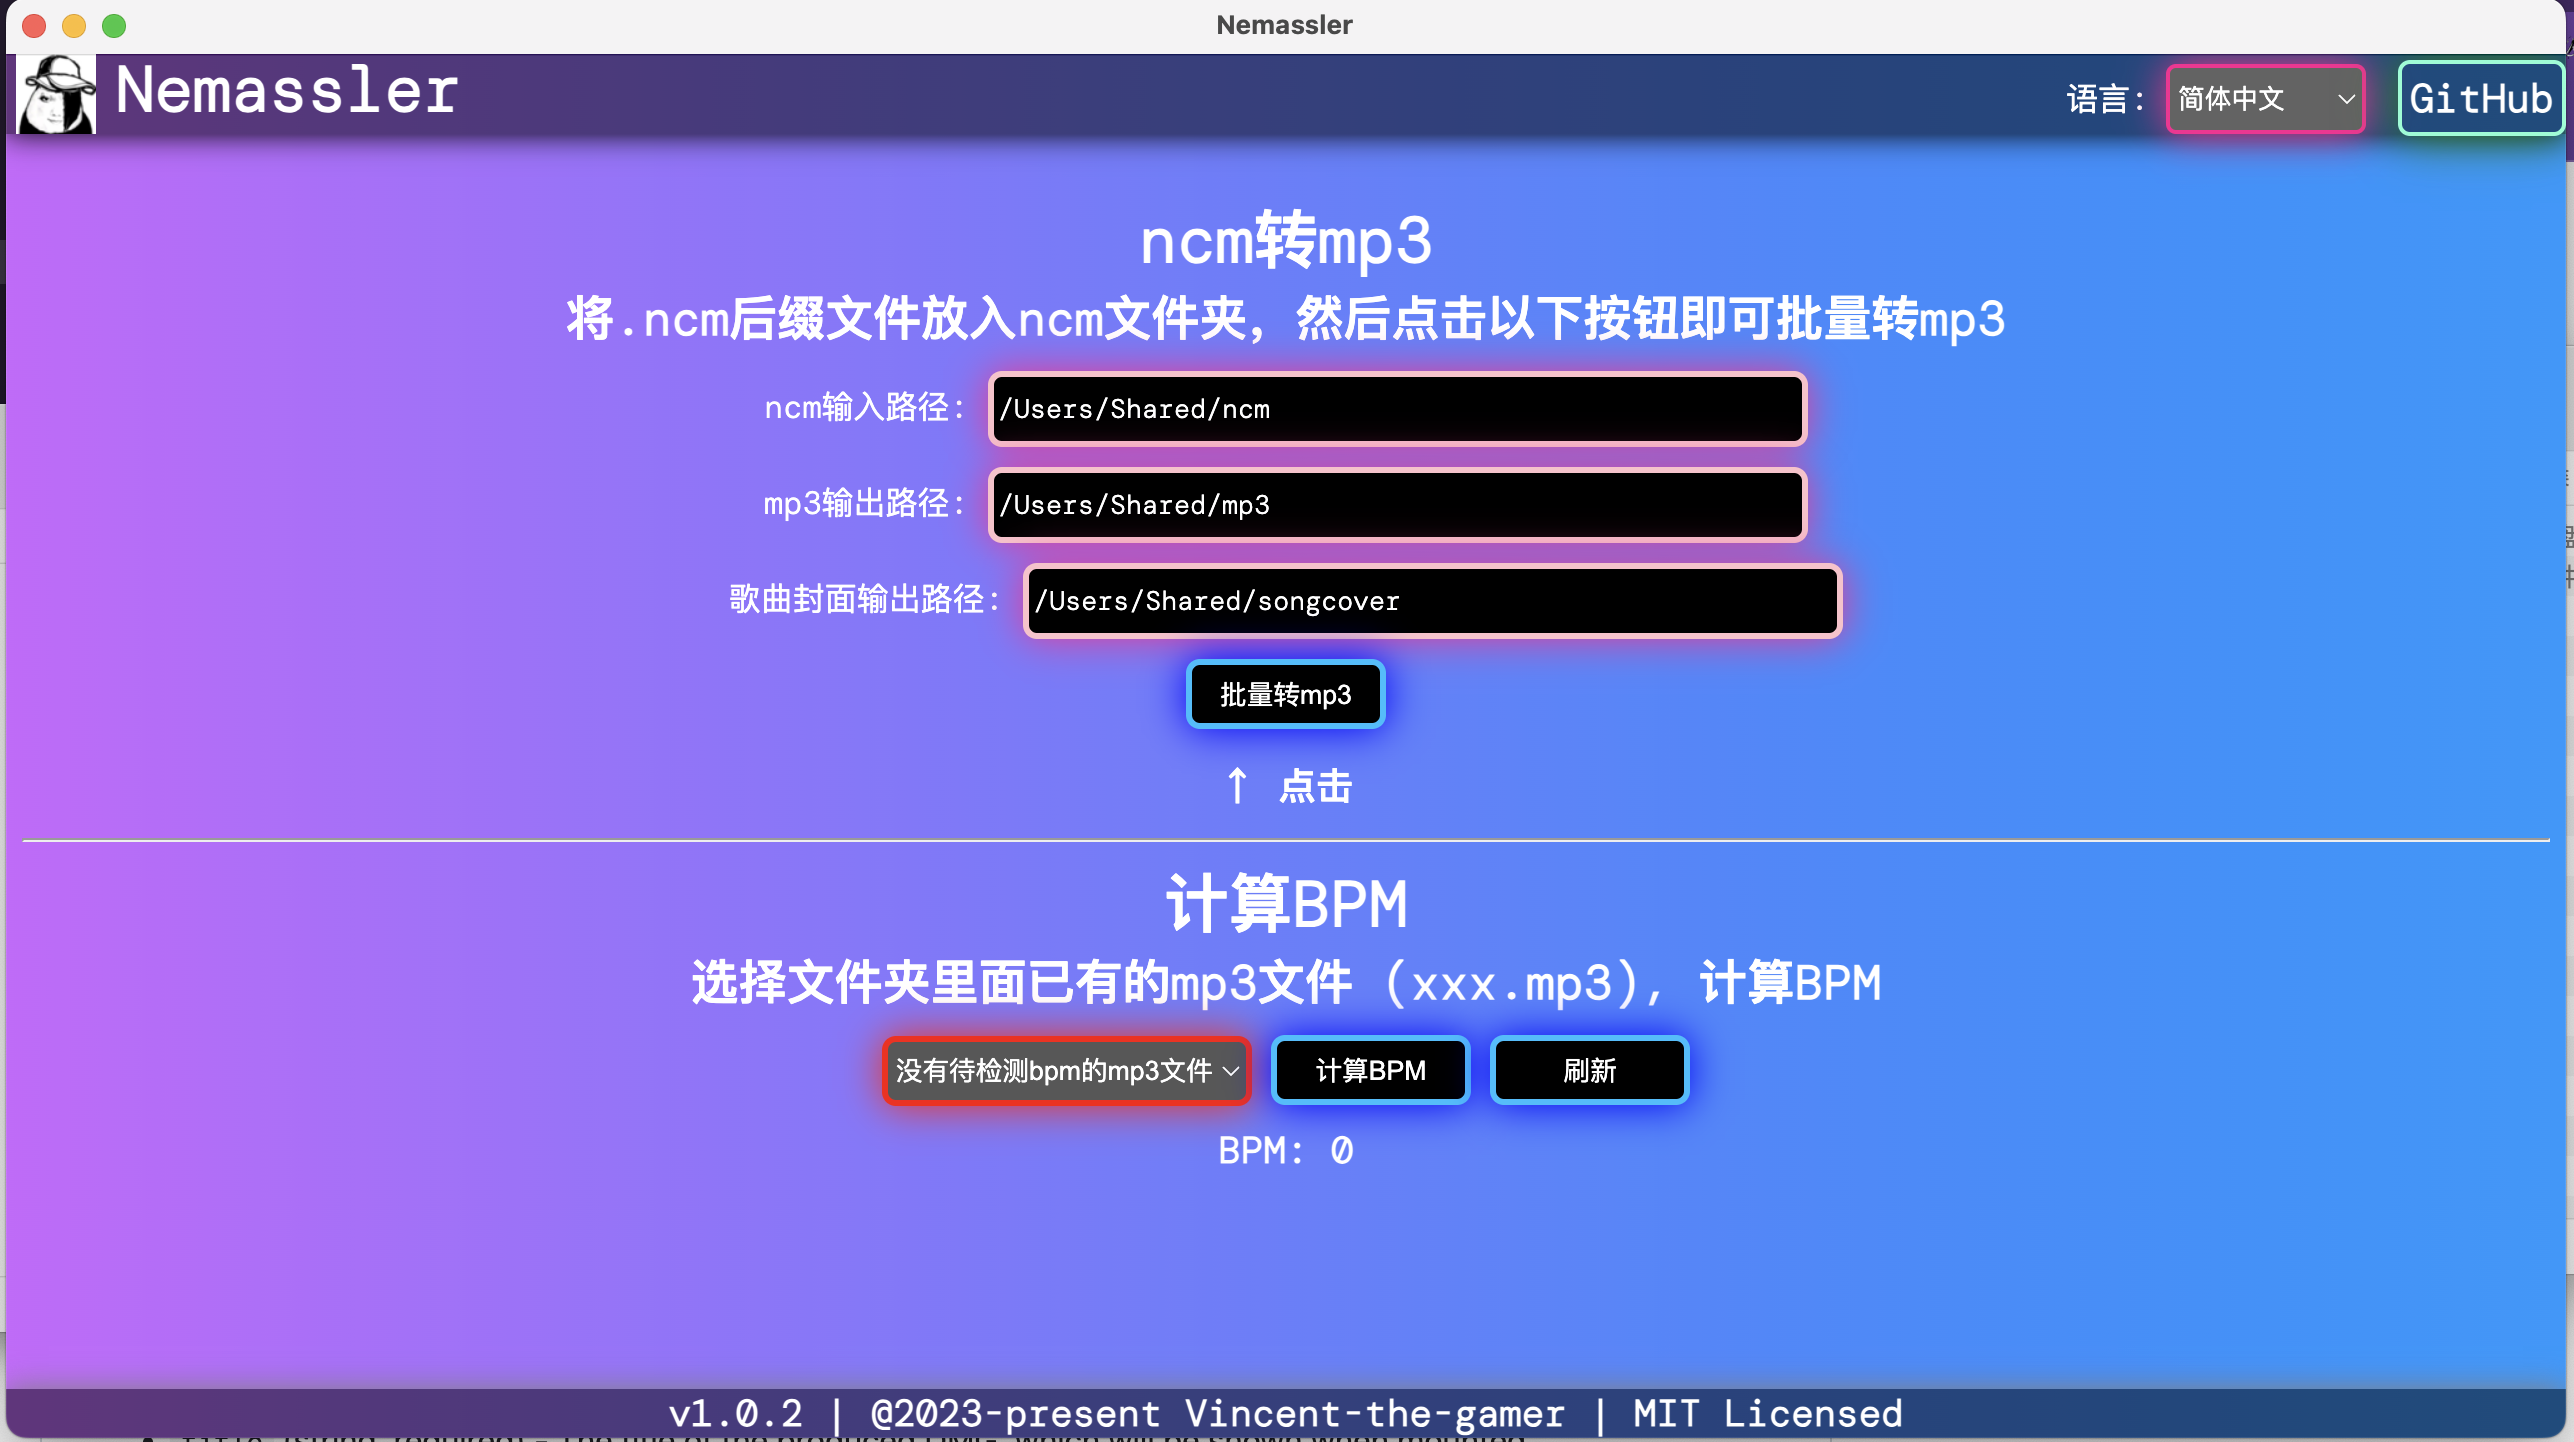 Nemassler
Nemassler
语言：
简体中文
GitHub
ncm转mp3
将.ncm后缀文件放入ncm文件夹，然后点击以下按钮即可批量转mp3
ncm输入路径：
/Users/Shared/ncm
mp3输出路径：
/Users/Shared/mp3
歌曲封面输出路径：
/Users/Shared/songcover
批量转mp3
↑ 点击
计算BPM
选择文件夹里面已有的mp3文件（xxx.mp3), 计算BPM
没有待检测bpm的mp3文件
计算BPM
刷新
BPM: 0
v1.0.2 | @2023-present Vincent-the-gamer | MIT Licensed